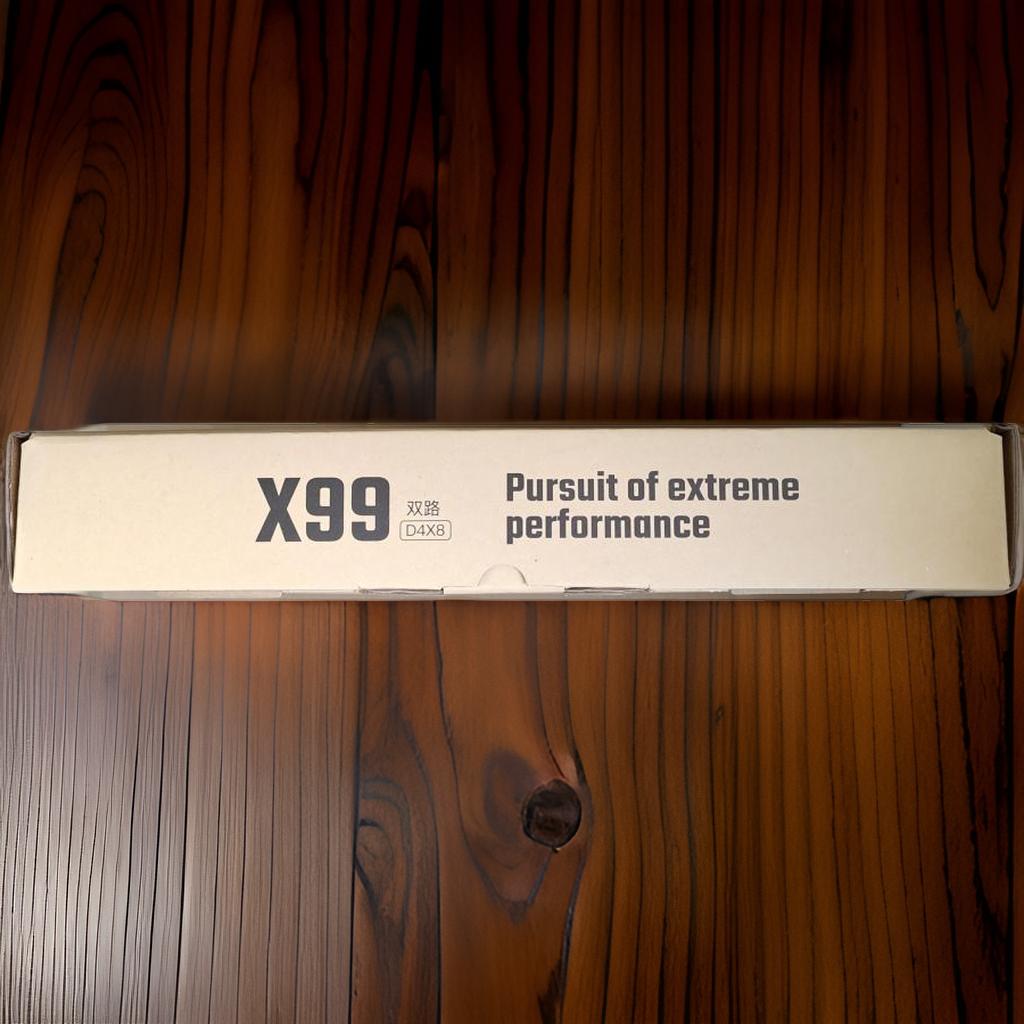 X99
双路
D4X8
Pursuit of extreme
performance